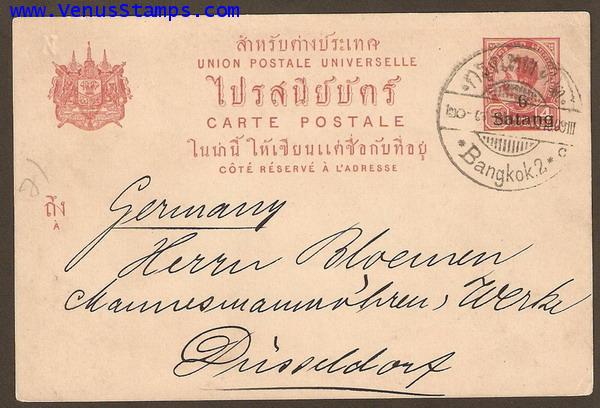 www.VenusStamps.com
สำหรับต่างประเทศ
UNION POSTALE UNIVERSELLE
ไปรสนียบัตร์
CARTE POSTALE
ในน่านี้ ให้เขียนแต่ชื่อกับที่อยู่
CÔTÉ RÉSERVÉ À L'ADRESSE
6
Satang
Bangkok.2
ถึง
À
Germany
Herrn Bloemen
Mannesmannröhren, Werke
Düsseldorf